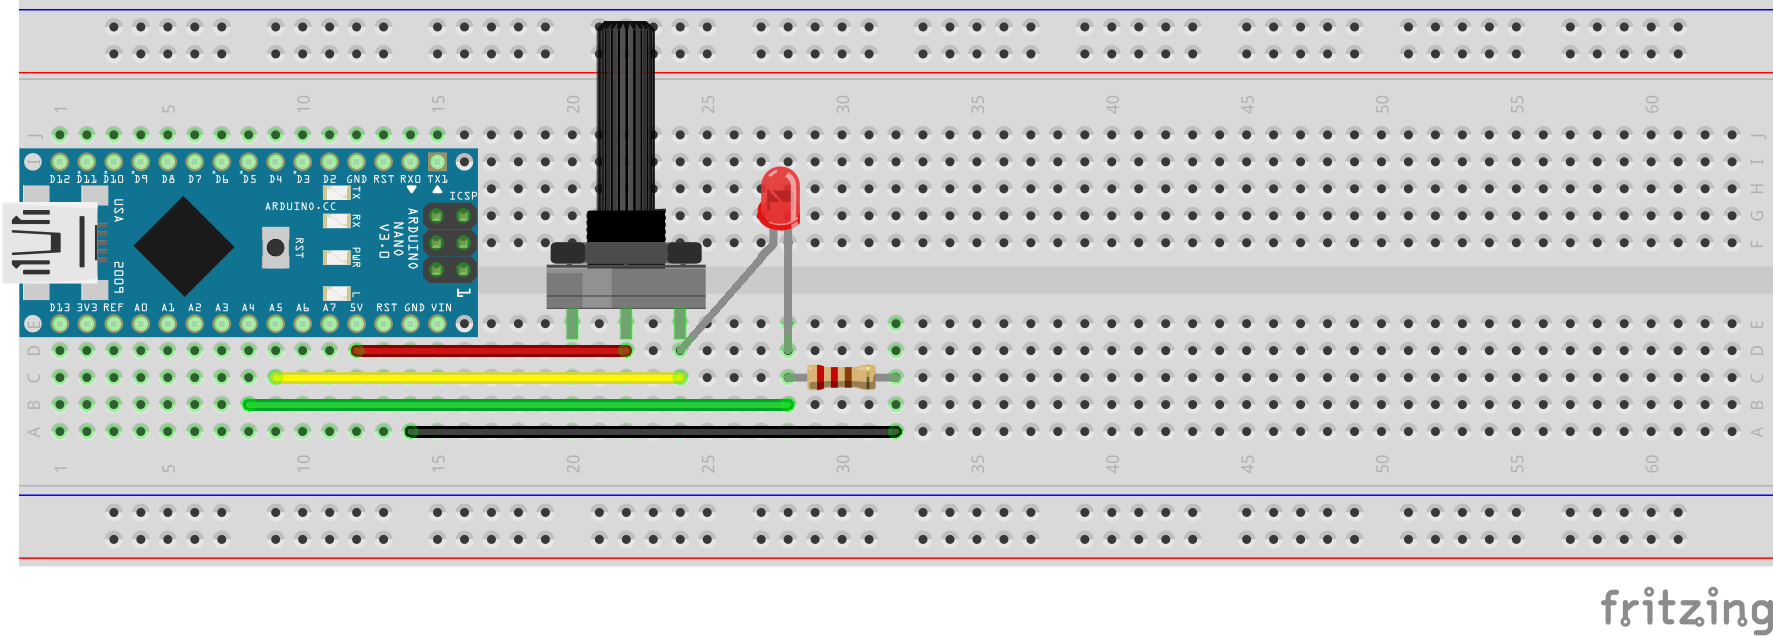 1 5 10 15 20 25 30 35 40 45 50 55 60
J J
I I
D12 D11 D10 D9 D8 D7 D6 D5 D4 D3 D2 GND RST RX0 TX1
H
G
F
USA
2009
ARDUINO.CC
RST
TX
RX
PWR
L
ARDUINO
NANO
V3.0
ICSP
1
D13 3V3 REF A0 A1 A2 A3 A4 A5 A6 A7 5V RST GND VIN
E E
D D
C C
B B
A A
1 5 10 15 20 25 30 35 40 45 50 55 60
fritzing